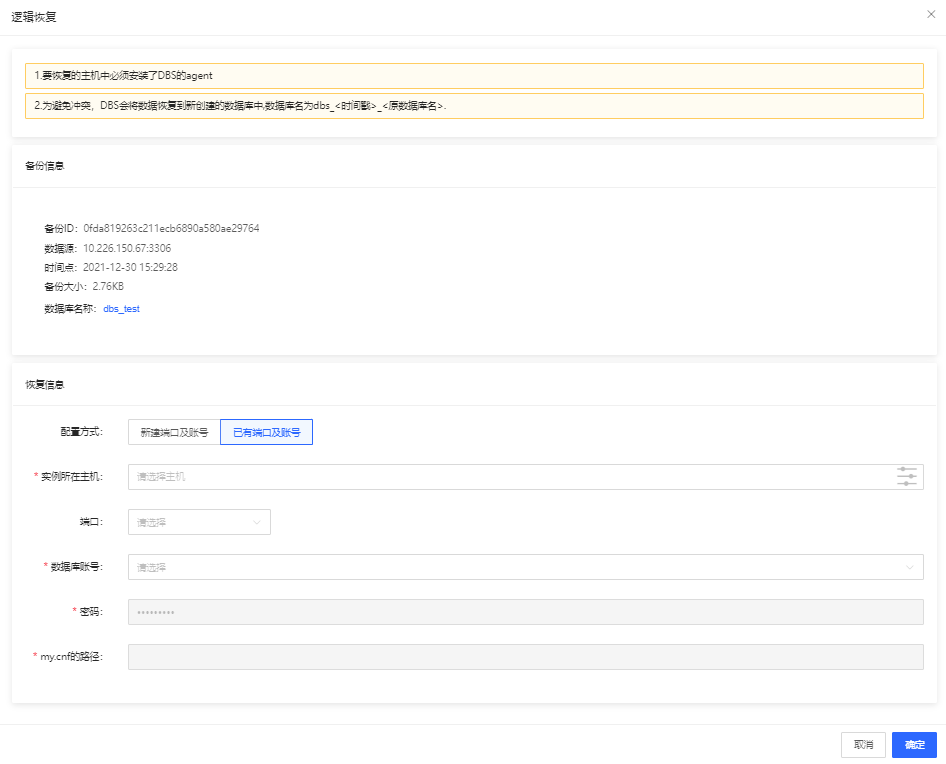 逻辑恢复
1.要恢复的主机中必须安装了DBS的agent
2.为避免冲突，DBS会将数据恢复到新创建的数据库中,数据库名为dbs_<时间戳>_<原数据库名>.
备份信息
备份ID：0fda819263c211ecb6890a580ae29764
数据源：10.226.150.67:3306
时间点：2021-12-30 15:29:28
备份大小：2.76KB
数据库名称：dbs_test
恢复信息
配置方式： 新建端口及账号 已有端口及账号
* 实例所在主机： 请选择主机
端口： 请选择
* 数据库账号： 请选择
* 密码： •••••••••
* my.cnf的路径：
取消 确定